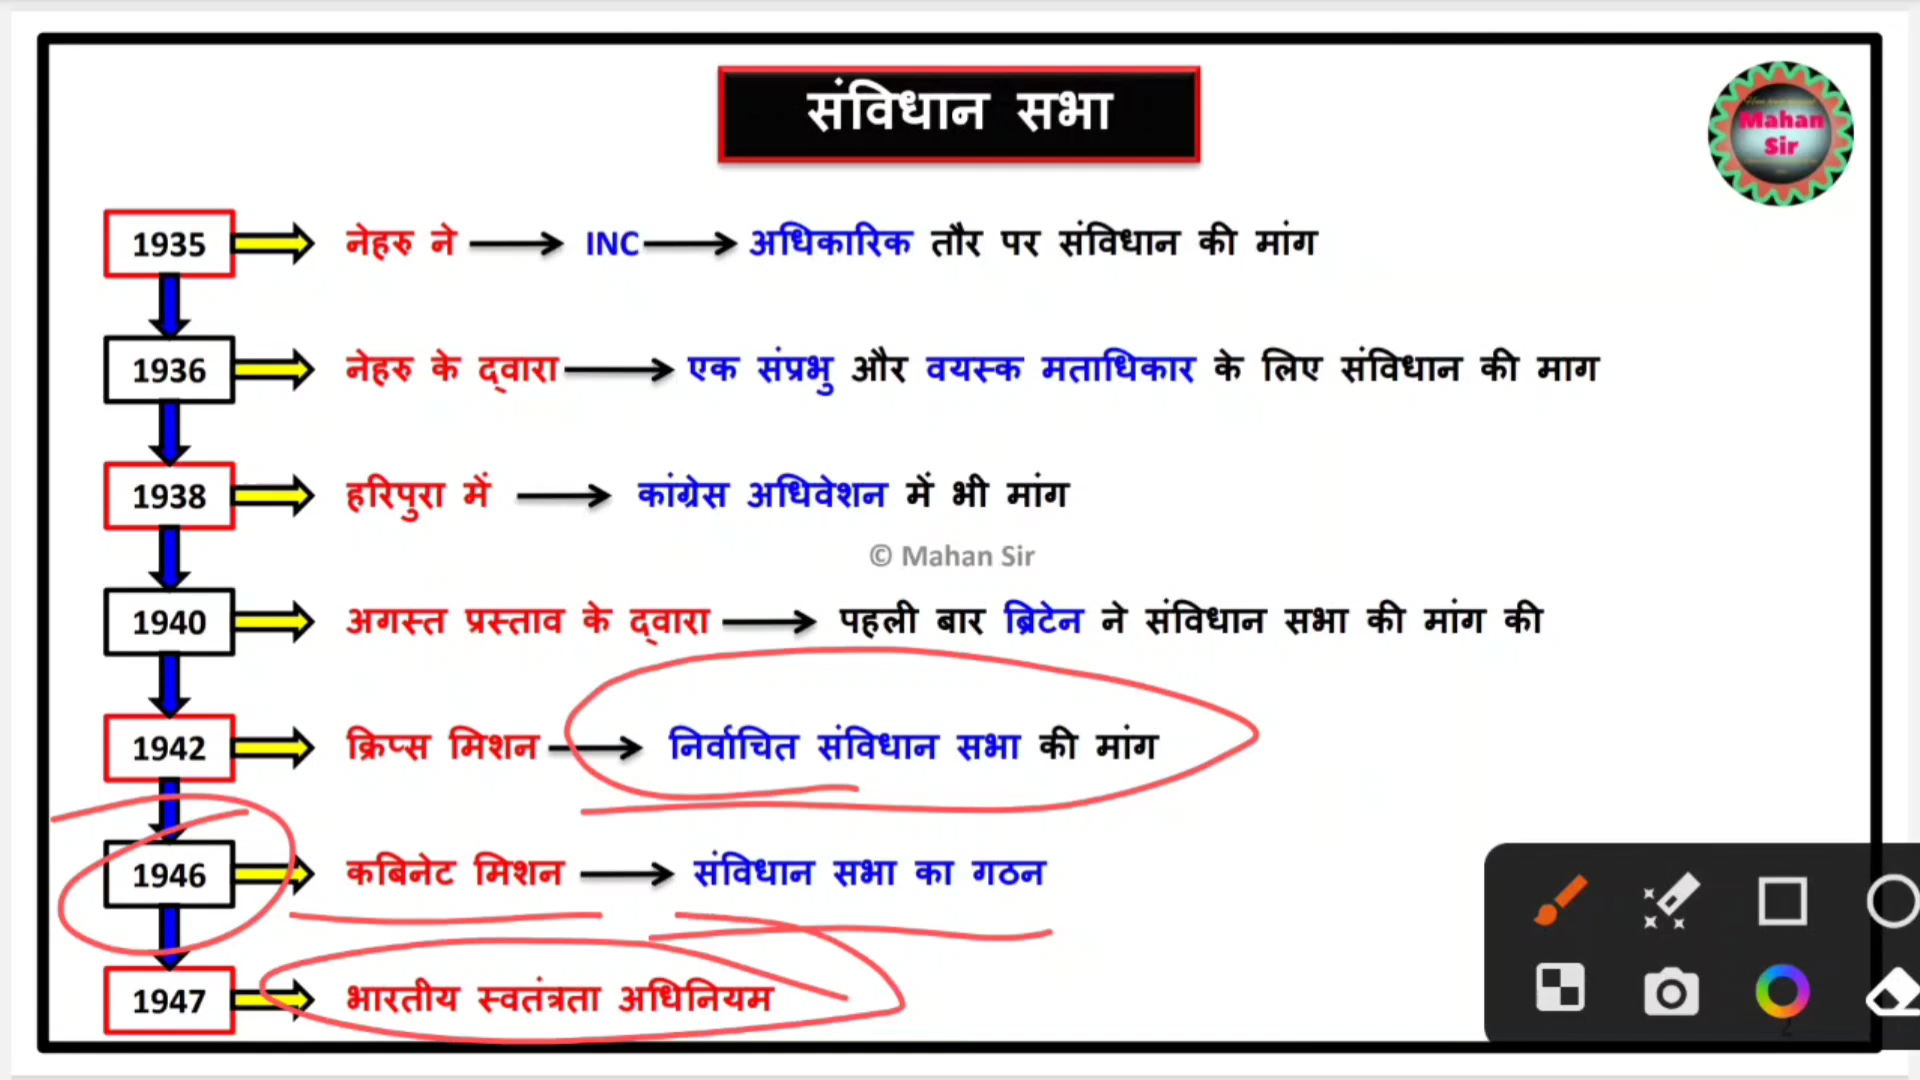 संविधान सभा
Mahan
Sir
1935 नेहरु ने INC अधिकारिक तौर पर संविधान की मांग
1936 नेहरु के द्वारा एक संप्रभु और वयस्क मताधिकार के लिए संविधान की माग
1938 हरिपुरा में कांग्रेस अधिवेशन में भी मांग
© Mahan Sir
1940 अगस्त प्रस्ताव के द्वारा पहली बार ब्रिटेन ने संविधान सभा की मांग की
1942 क्रिप्स मिशन निर्वाचित संविधान सभा की मांग
1946 कबिनेट मिशन संविधान सभा का गठन
1947 भारतीय स्वतंत्रता अधिनियम
2